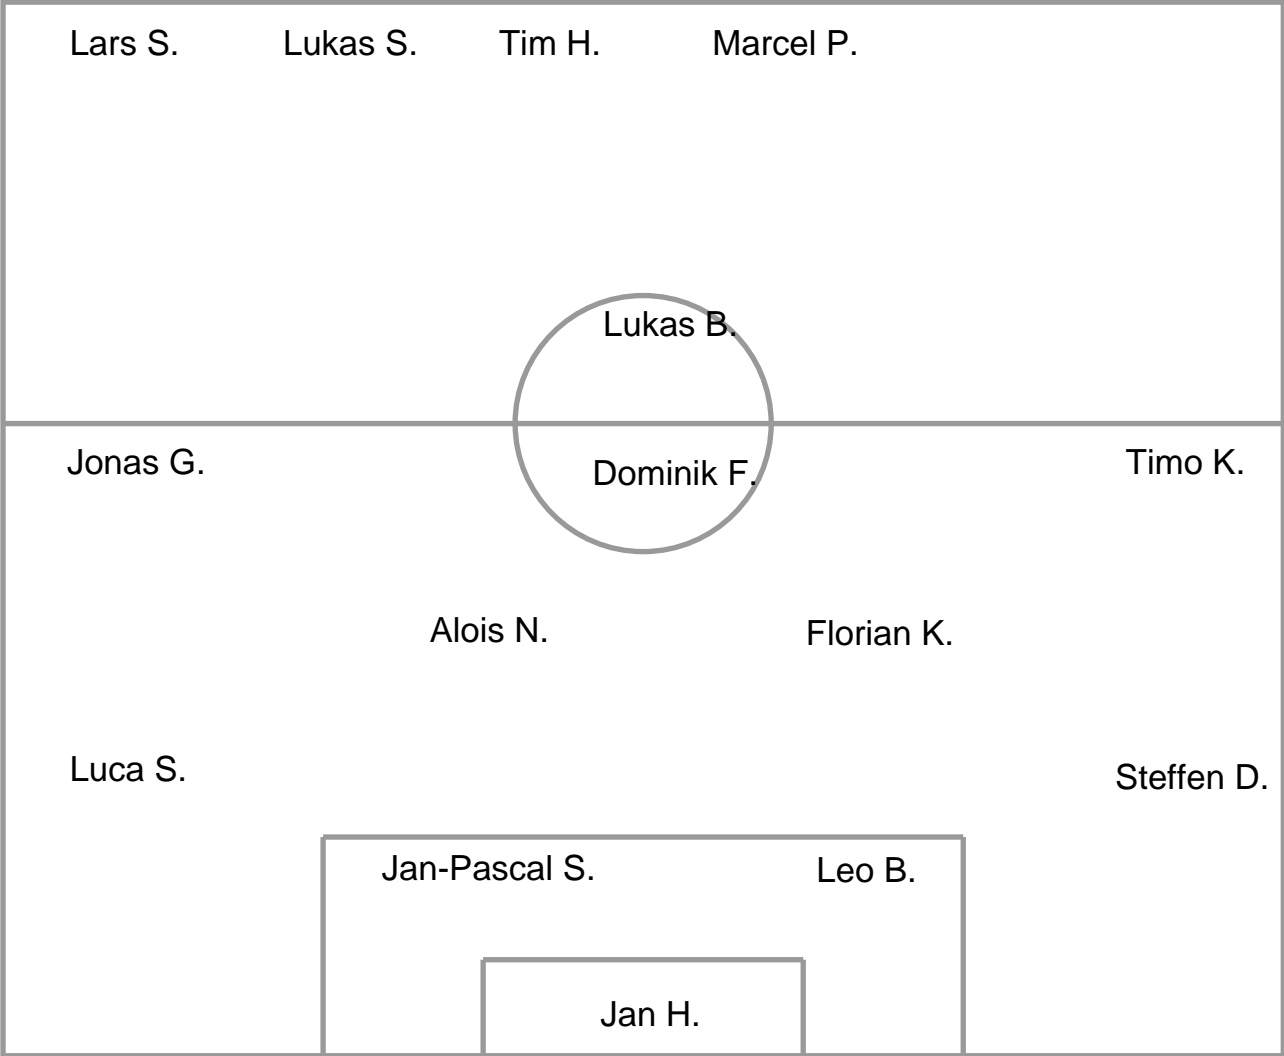 Lars S. Lukas S. Tim H. Marcel P.
Lukas B.
Jonas G. Dominik F. Timo K.
Alois N. Florian K.
Luca S. Steffen D.
Jan-Pascal S. Leo B.
Jan H.